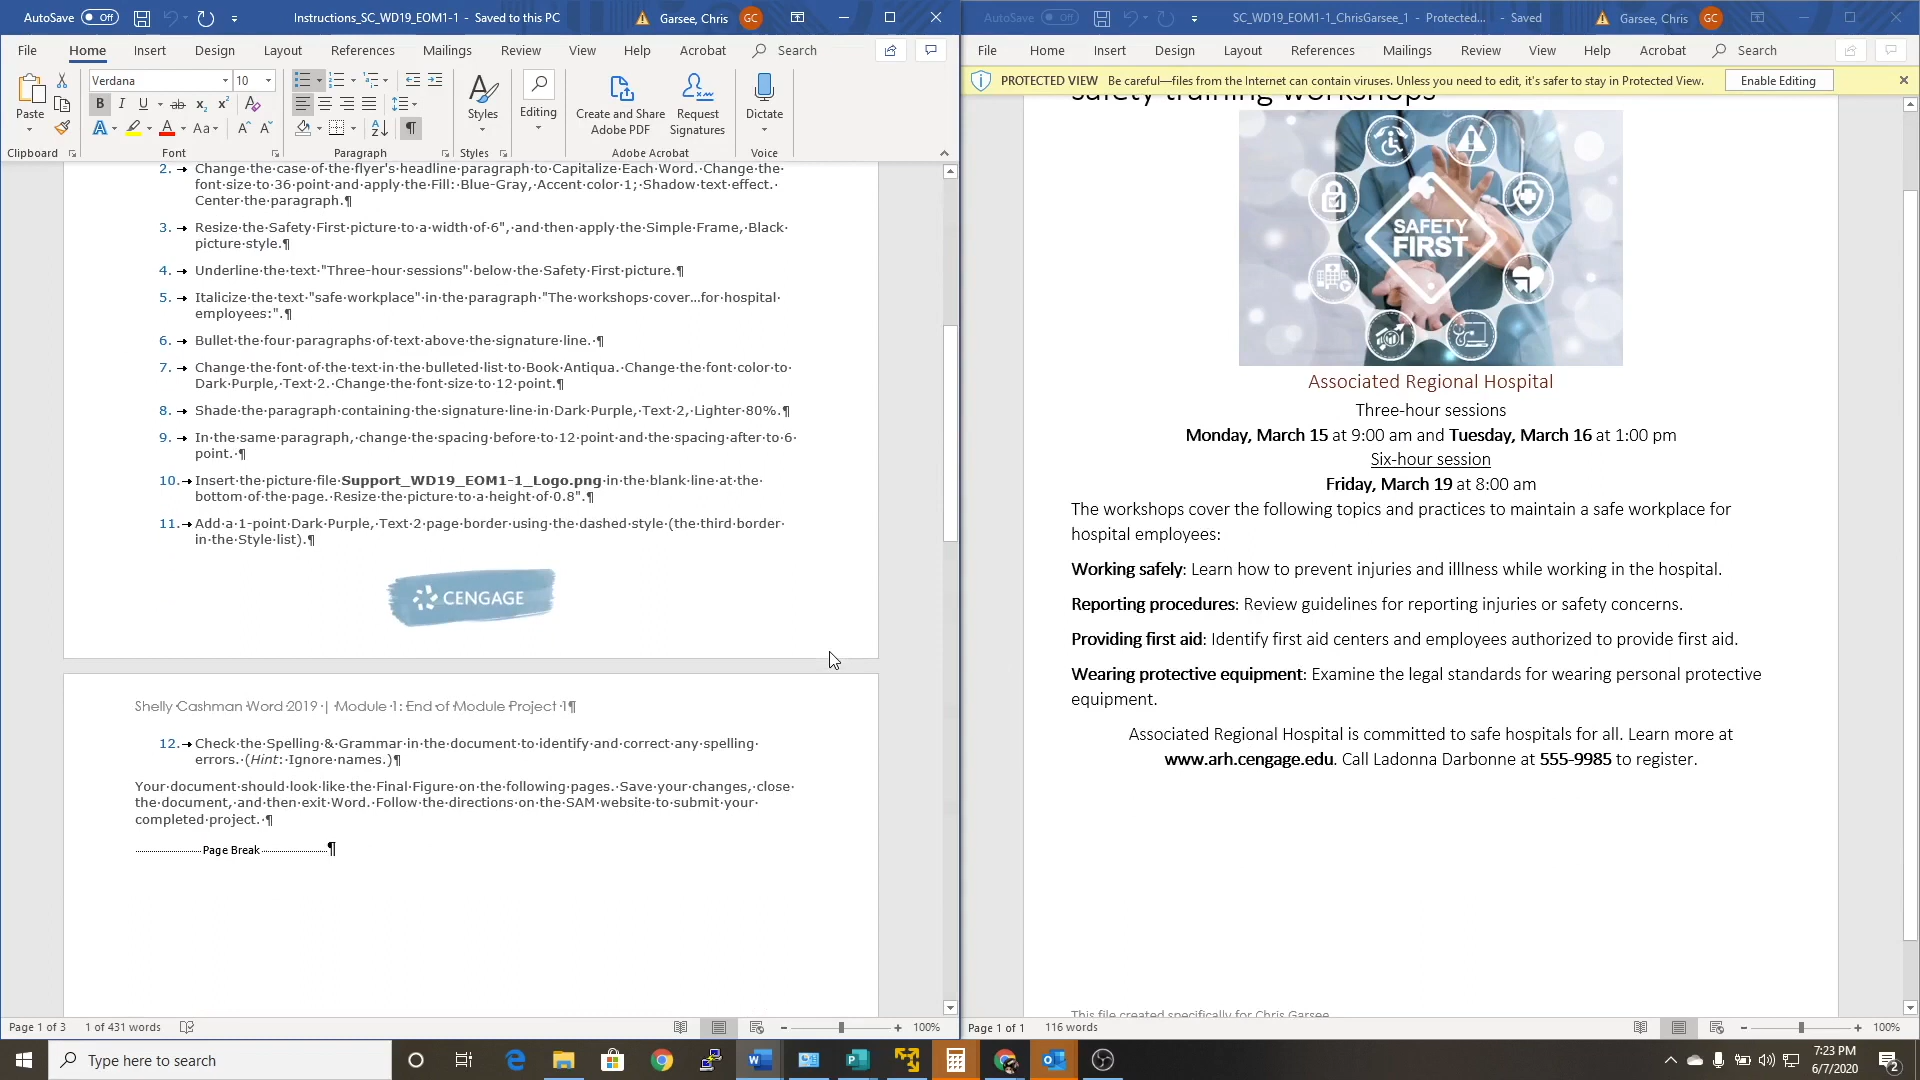 AutoSave Off Instructions_SC_WD19_EOM1-1 - Saved to this PC Garsee, Chris GC
File Home Insert Design Layout References Mailings Review View Help Acrobat Search
Verdana 10
Paste
Clipboard Font Paragraph Styles
Styles
Editing
Create and Share Adobe PDF
Request Signatures
Adobe Acrobat
Dictate
Voice
2. Change the case of the flyer's headline paragraph to Capitalize Each Word. Change the
font size to 36 point and apply the Fill: Blue-Gray, Accent color 1; Shadow text effect.
Center the paragraph.¶
3. Resize the Safety First picture to a width of 6", and then apply the Simple Frame, Black
picture style.¶
4. Underline the text "Three-hour sessions" below the Safety First picture.¶
5. Italicize the text "safe workplace" in the paragraph "The workshops cover...for hospital
employees:".¶
6. Bullet the four paragraphs of text above the signature line. ¶
7. Change the font of the text in the bulleted list to Book Antiqua. Change the font color to
Dark Purple, Text 2. Change the font size to 12 point.¶
8. Shade the paragraph containing the signature line in Dark Purple, Text 2, Lighter 80%.¶
9. In the same paragraph, change the spacing before to 12 point and the spacing after to 6
point. ¶
10. Insert the picture file Support_WD19_EOM1-1_Logo.png in the blank line at the
bottom of the page. Resize the picture to a height of 0.8".¶
11. Add a 1-point Dark Purple, Text 2 page border using the dashed style (the third border
in the Style list).¶
CENGAGE
Shelly Cashman Word 2019 | Module 1: End of Module Project 1¶
12. Check the Spelling & Grammar in the document to identify and correct any spelling
errors. (Hint: Ignore names.)¶
Your document should look like the Final Figure on the following pages. Save your changes, close
the document, and then exit Word. Follow the directions on the SAM website to submit your
completed project. ¶
Page Break¶
Page 1 of 3 1 of 431 words 100%
AutoSave Off SC_WD19_EOM1-1_ChrisGarsee_1 - Protected... - Saved Garsee, Chris GC
File Home Insert Design Layout References Mailings Review View Help Acrobat Search
PROTECTED VIEW Be careful—files from the Internet can contain viruses. Unless you need to edit, it's safer to stay in Protected View. Enable Editing
safety training workshops
SAFETY
FIRST
Associated Regional Hospital
Three-hour sessions
Monday, March 15 at 9:00 am and Tuesday, March 16 at 1:00 pm
Six-hour session
Friday, March 19 at 8:00 am
The workshops cover the following topics and practices to maintain a safe workplace for
hospital employees:
Working safely: Learn how to prevent injuries and illlness while working in the hospital.
Reporting procedures: Review guidelines for reporting injuries or safety concerns.
Providing first aid: Identify first aid centers and employees authorized to provide first aid.
Wearing protective equipment: Examine the legal standards for wearing personal protective
equipment.
Associated Regional Hospital is committed to safe hospitals for all. Learn more at
www.arh.cengage.edu. Call Ladonna Darbonne at 555-9985 to register.
This file created specifically for Chris Garsee
Page 1 of 1 116 words 100%
Type here to search
7:23 PM
6/7/2020
2